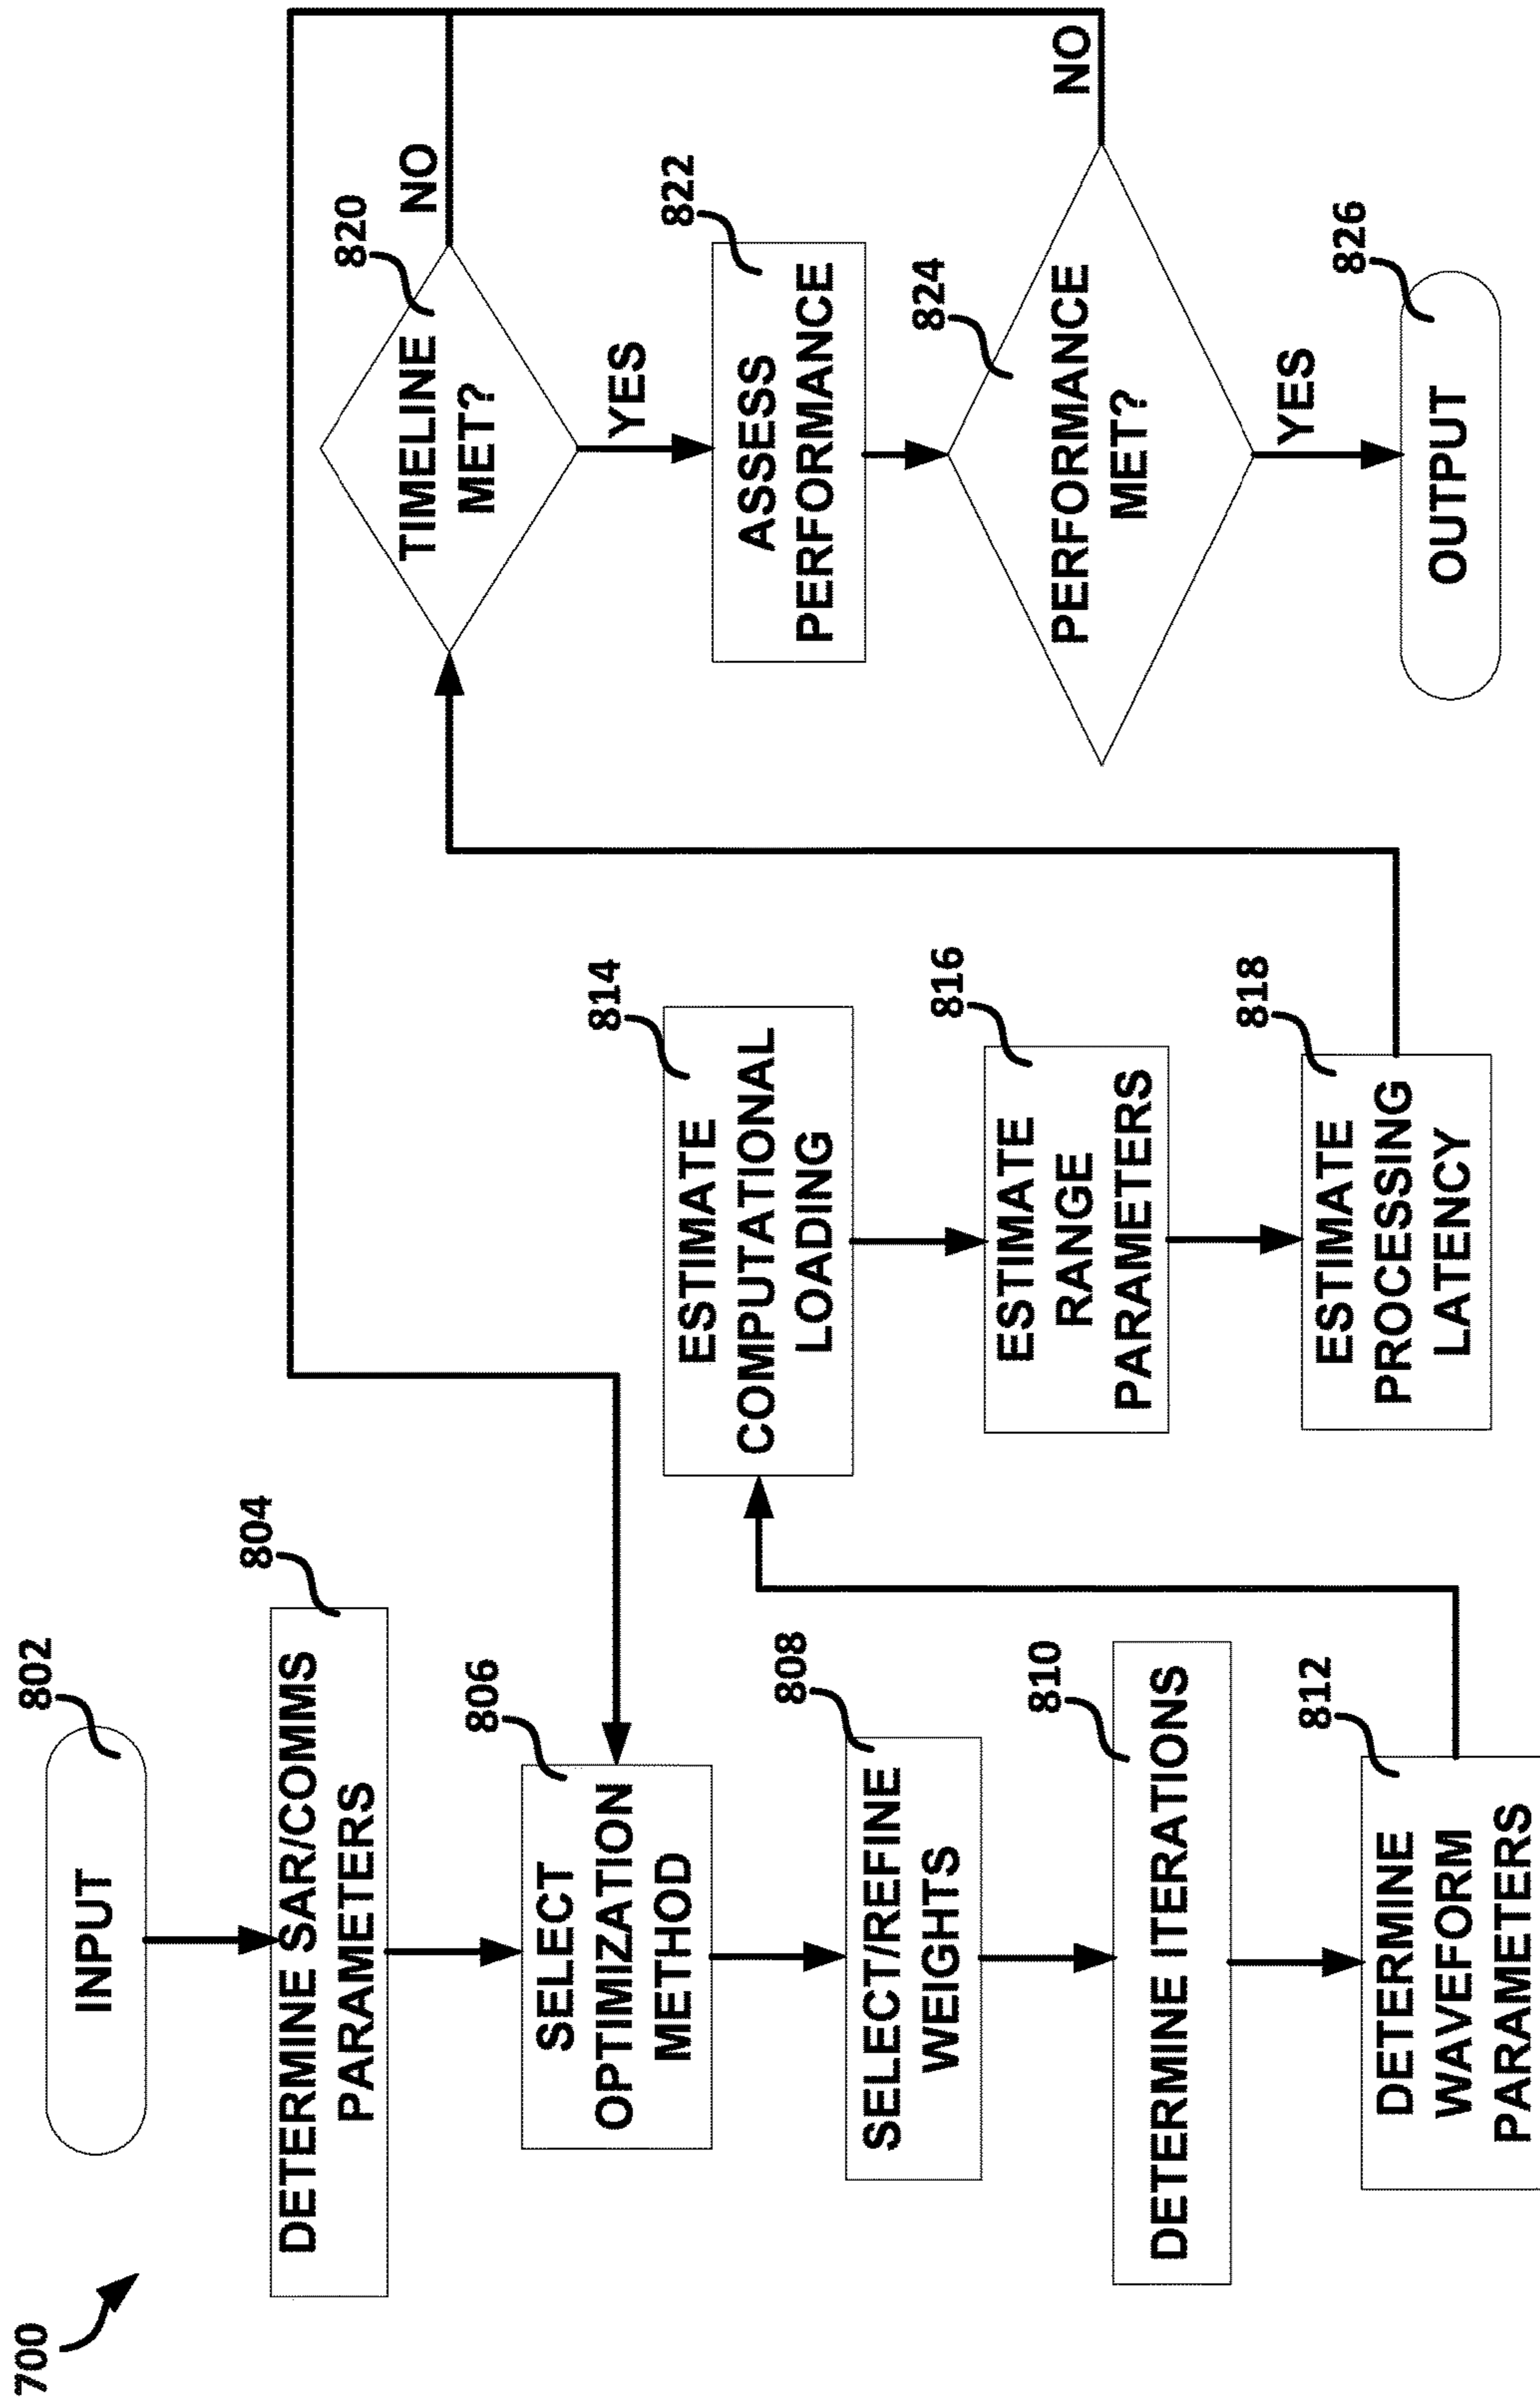 700
802
INPUT
804
DETERMINE SAR/COMMS
PARAMETERS
806
SELECT
OPTIMIZATION
METHOD
808
SELECT/REFINE
WEIGHTS
810
DETERMINE ITERATIONS
812
DETERMINE
WAVEFORM
PARAMETERS
814
ESTIMATE
COMPUTATIONAL
LOADING
816
ESTIMATE
RANGE
PARAMETERS
818
ESTIMATE
PROCESSING
LATENCY
820
TIMELINE
MET?
NO
YES
822
ASSESS
PERFORMANCE
824
PERFORMANCE
MET?
NO
YES
826
OUTPUT